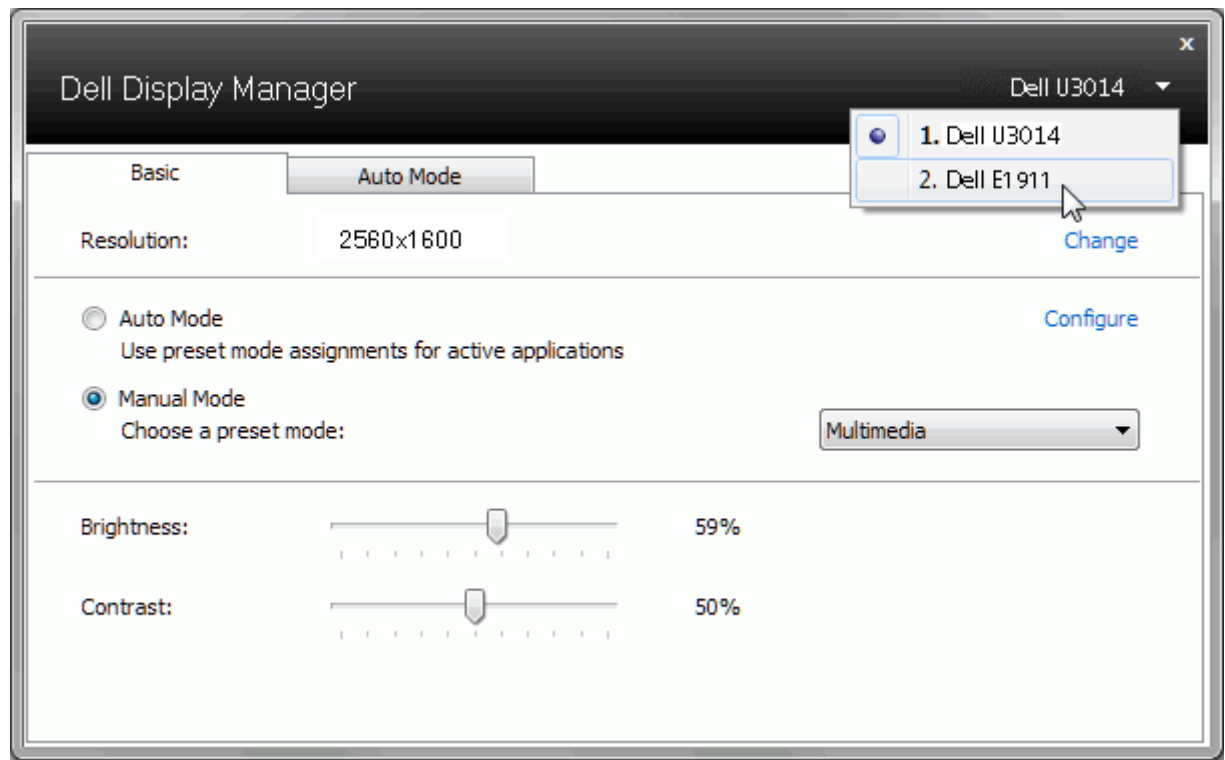 x
Dell Display Manager
Dell U3014
1. Dell U3014
2. Dell E1911
Basic
Auto Mode
Resolution:
2560x1600
Change
Auto Mode
Configure
Use preset mode assignments for active applications
Manual Mode
Choose a preset mode:
Multimedia
Brightness:
59%
Contrast:
50%